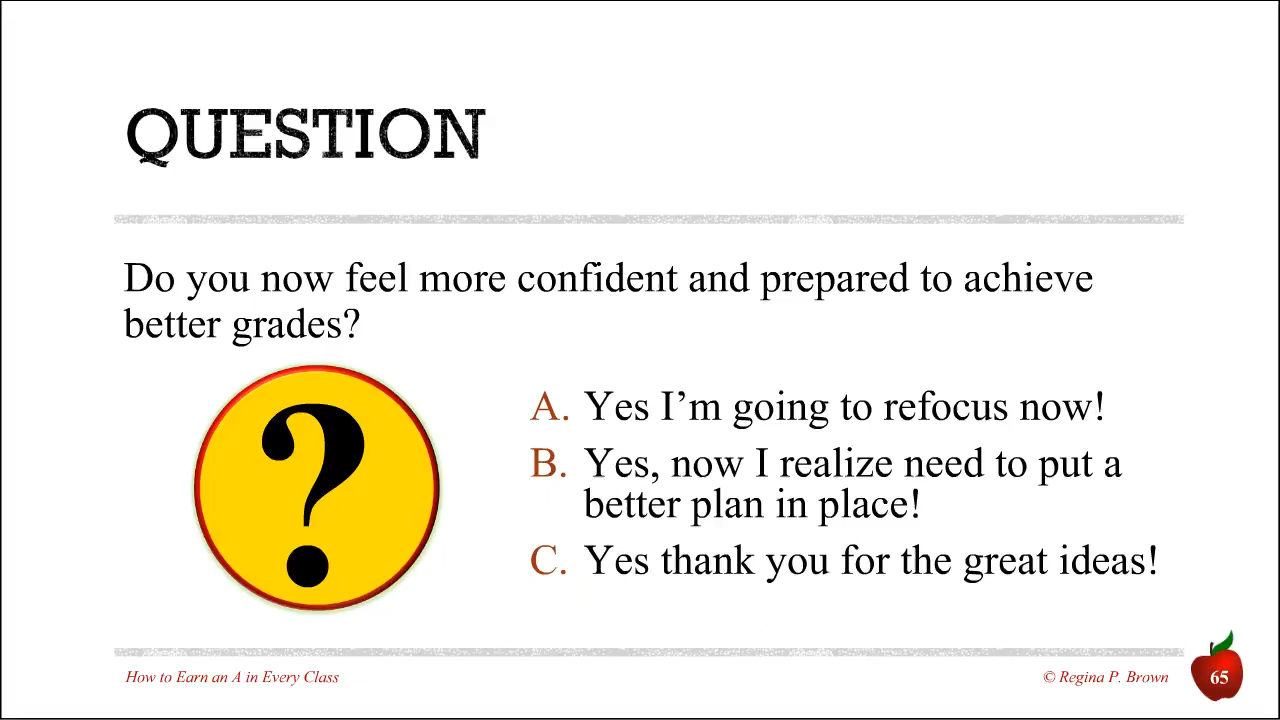 QUESTION
Do you now feel more confident and prepared to achieve
better grades?
?
A. Yes I’m going to refocus now!
B. Yes, now I realize need to put a
better plan in place!
C. Yes thank you for the great ideas!
How to Earn an A in Every Class
© Regina P. Brown
65